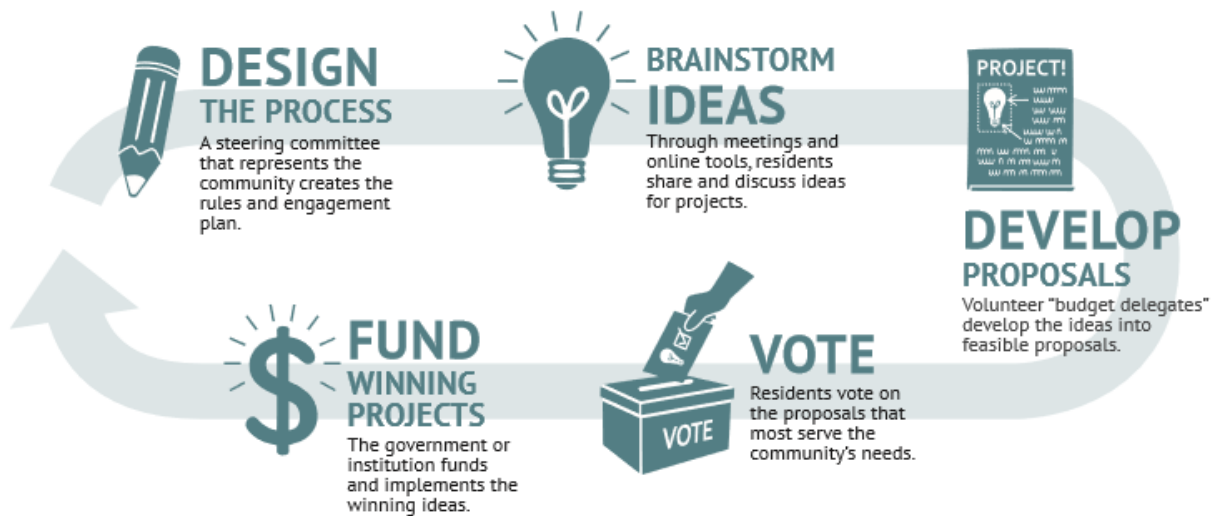 DESIGN
THE PROCESS
A steering committee
that represents the
community creates the
rules and engagement
plan.
BRAINSTORM
IDEAS
Through meetings and
online tools, residents
share and discuss ideas
for projects.
PROJECT!
DEVELOP
PROPOSALS
Volunteer "budget delegates"
develop the ideas into
feasible proposals.
VOTE
Residents vote on
the proposals that
most serve the
community's needs.
VOTE
FUND
WINNING
PROJECTS
The government or
institution funds
and implements the
winning ideas.